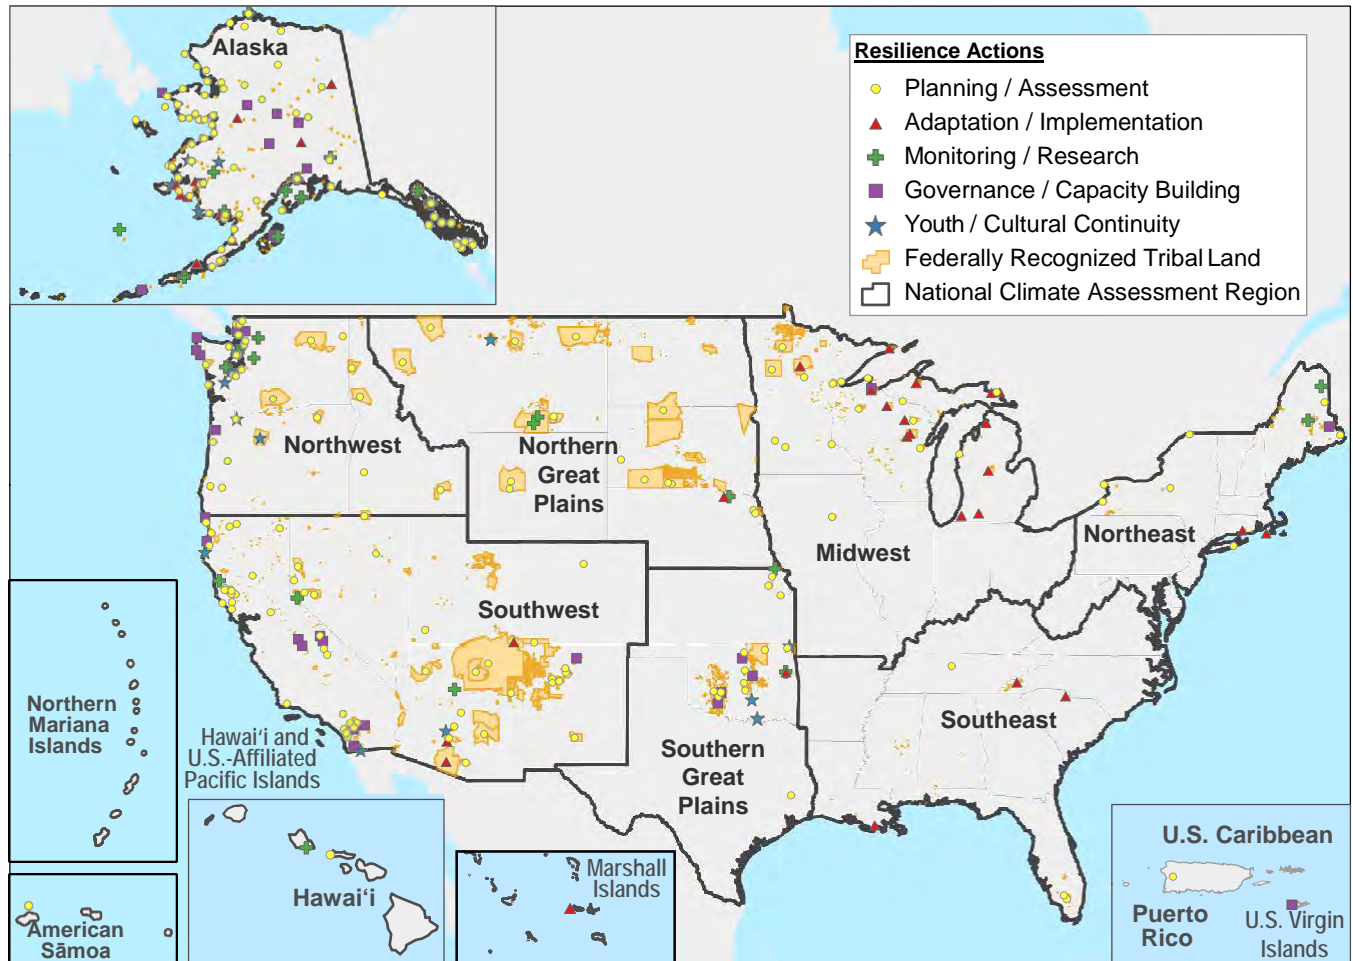 Alaska
Resilience Actions
Planning / Assessment
Adaptation / Implementation
Monitoring / Research
Governance / Capacity Building
Youth / Cultural Continuity
Federally Recognized Tribal Land
National Climate Assessment Region
Northwest
Northern
Great
Plains
Midwest
Northeast
Southwest
Southeast
Southern
Great
Plains
Northern
Mariana
Islands
Hawai‘i and
U.S.-Affiliated
Pacific Islands
American
Sāmoa
Hawai‘i
Marshall
Islands
U.S. Caribbean
Puerto
Rico
U.S. Virgin
Islands